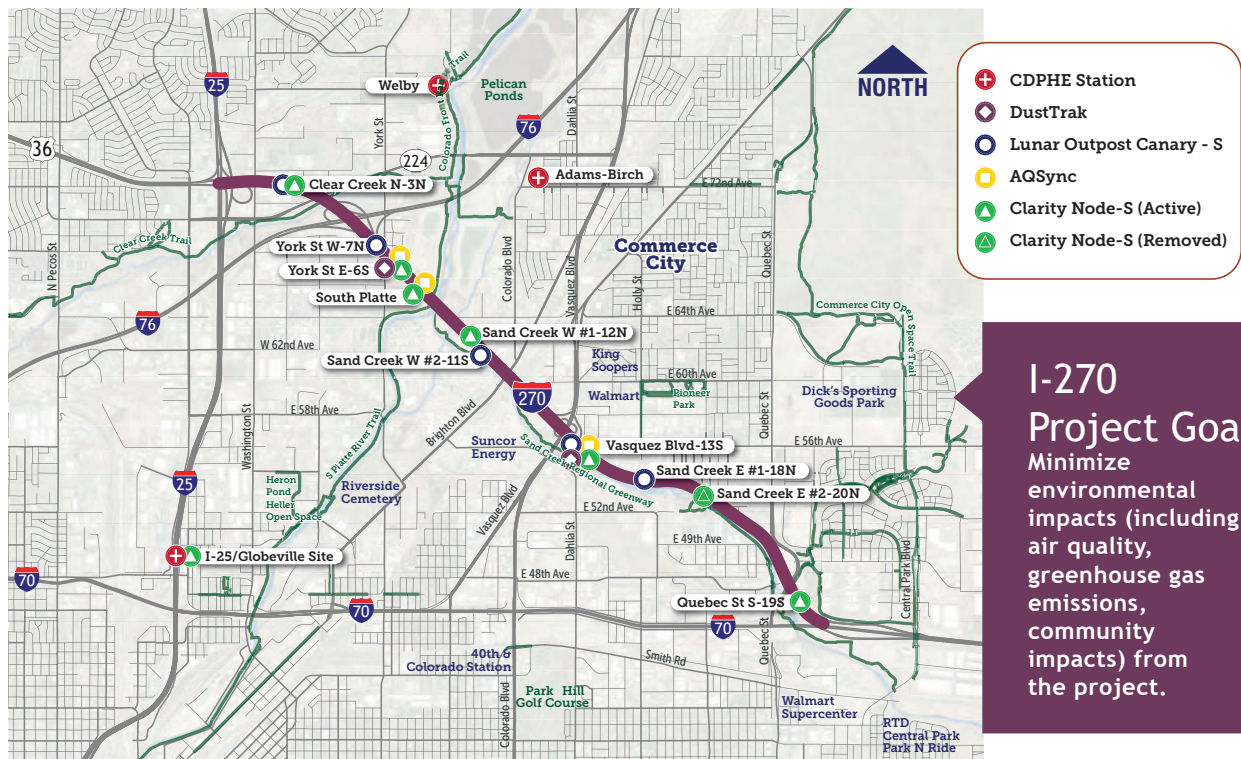 NORTH
CDPHE Station
DustTrak
Lunar Outpost Canary - S
AQSync
Clarity Node-S (Active)
Clarity Node-S (Removed)
I-270
Project Goa
Minimize
environmental
impacts (including
air quality,
greenhouse gas
emissions,
community
impacts) from
the project.
25
36
Welby
Trail
Pelican
Ponds
York St
76
Dahlia St
224
Adams-Birch
E 72nd Ave
Clear Creek N-3N
Clear Creek Trail
N Pecos St
York St W-7N
York St E-6S
South Platte
Colorado Blvd
Vasquez Blvd
Commerce
City
Holly St
Quebec St
Commerce City Open
Space Trail
E 64th Ave
76
W 62nd Ave
Sand Creek W #1-12N
Sand Creek W #2-11S
King
Soopers
E 60th Ave
Walmart
Pioneer
Park
Dick's Sporting
Goods Park
270
E 58th Ave
Washington St
S Platte River Trail
Brighton Blvd
Quebec St
Suncor
Energy
Vasquez Blvd-13S
E 56th Ave
Sand Creek Regional Greenway
Sand Creek E #1-18N
Sand Creek E #2-20N
25
Heron
Pond
Heller
Open Space
Riverside
Cemetery
Vasquez Blvd
E 52nd Ave
Dahlia St
E 49th Ave
I-25/Globeville Site
E 48th Ave
Central Park Blvd
70
70
Quebec St S-19S
70
Quebec St
40th &
Colorado Station
Smith Rd
Colorado Blvd
Park Hill
Golf Course
Walmart
Supercenter
RTD
Central Park
Park N Ride